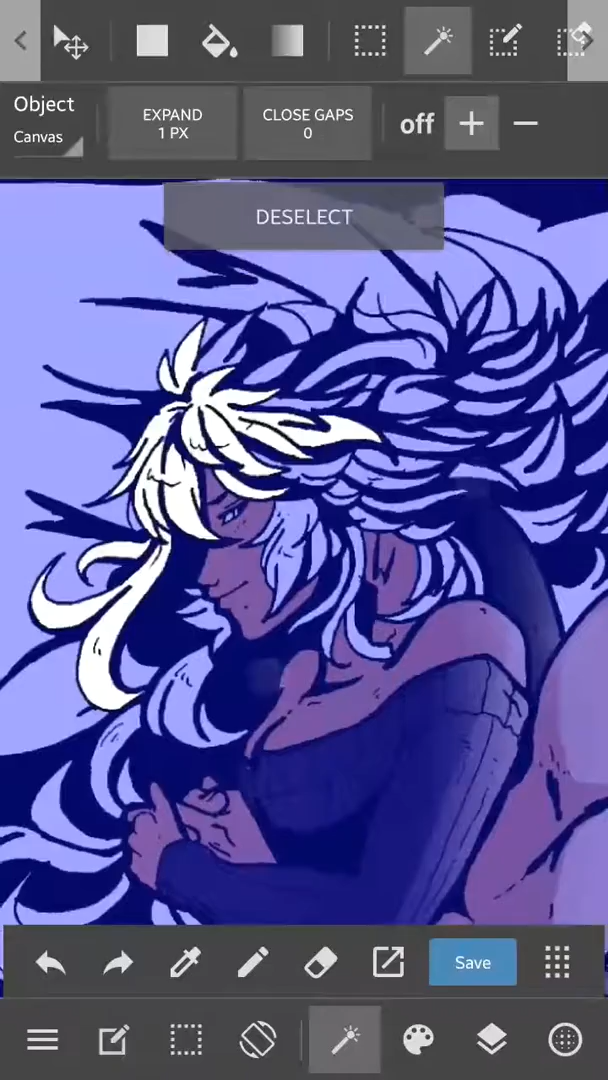 Object
Canvas
EXPAND
1 PX
CLOSE GAPS
0
off
DESELECT
Save